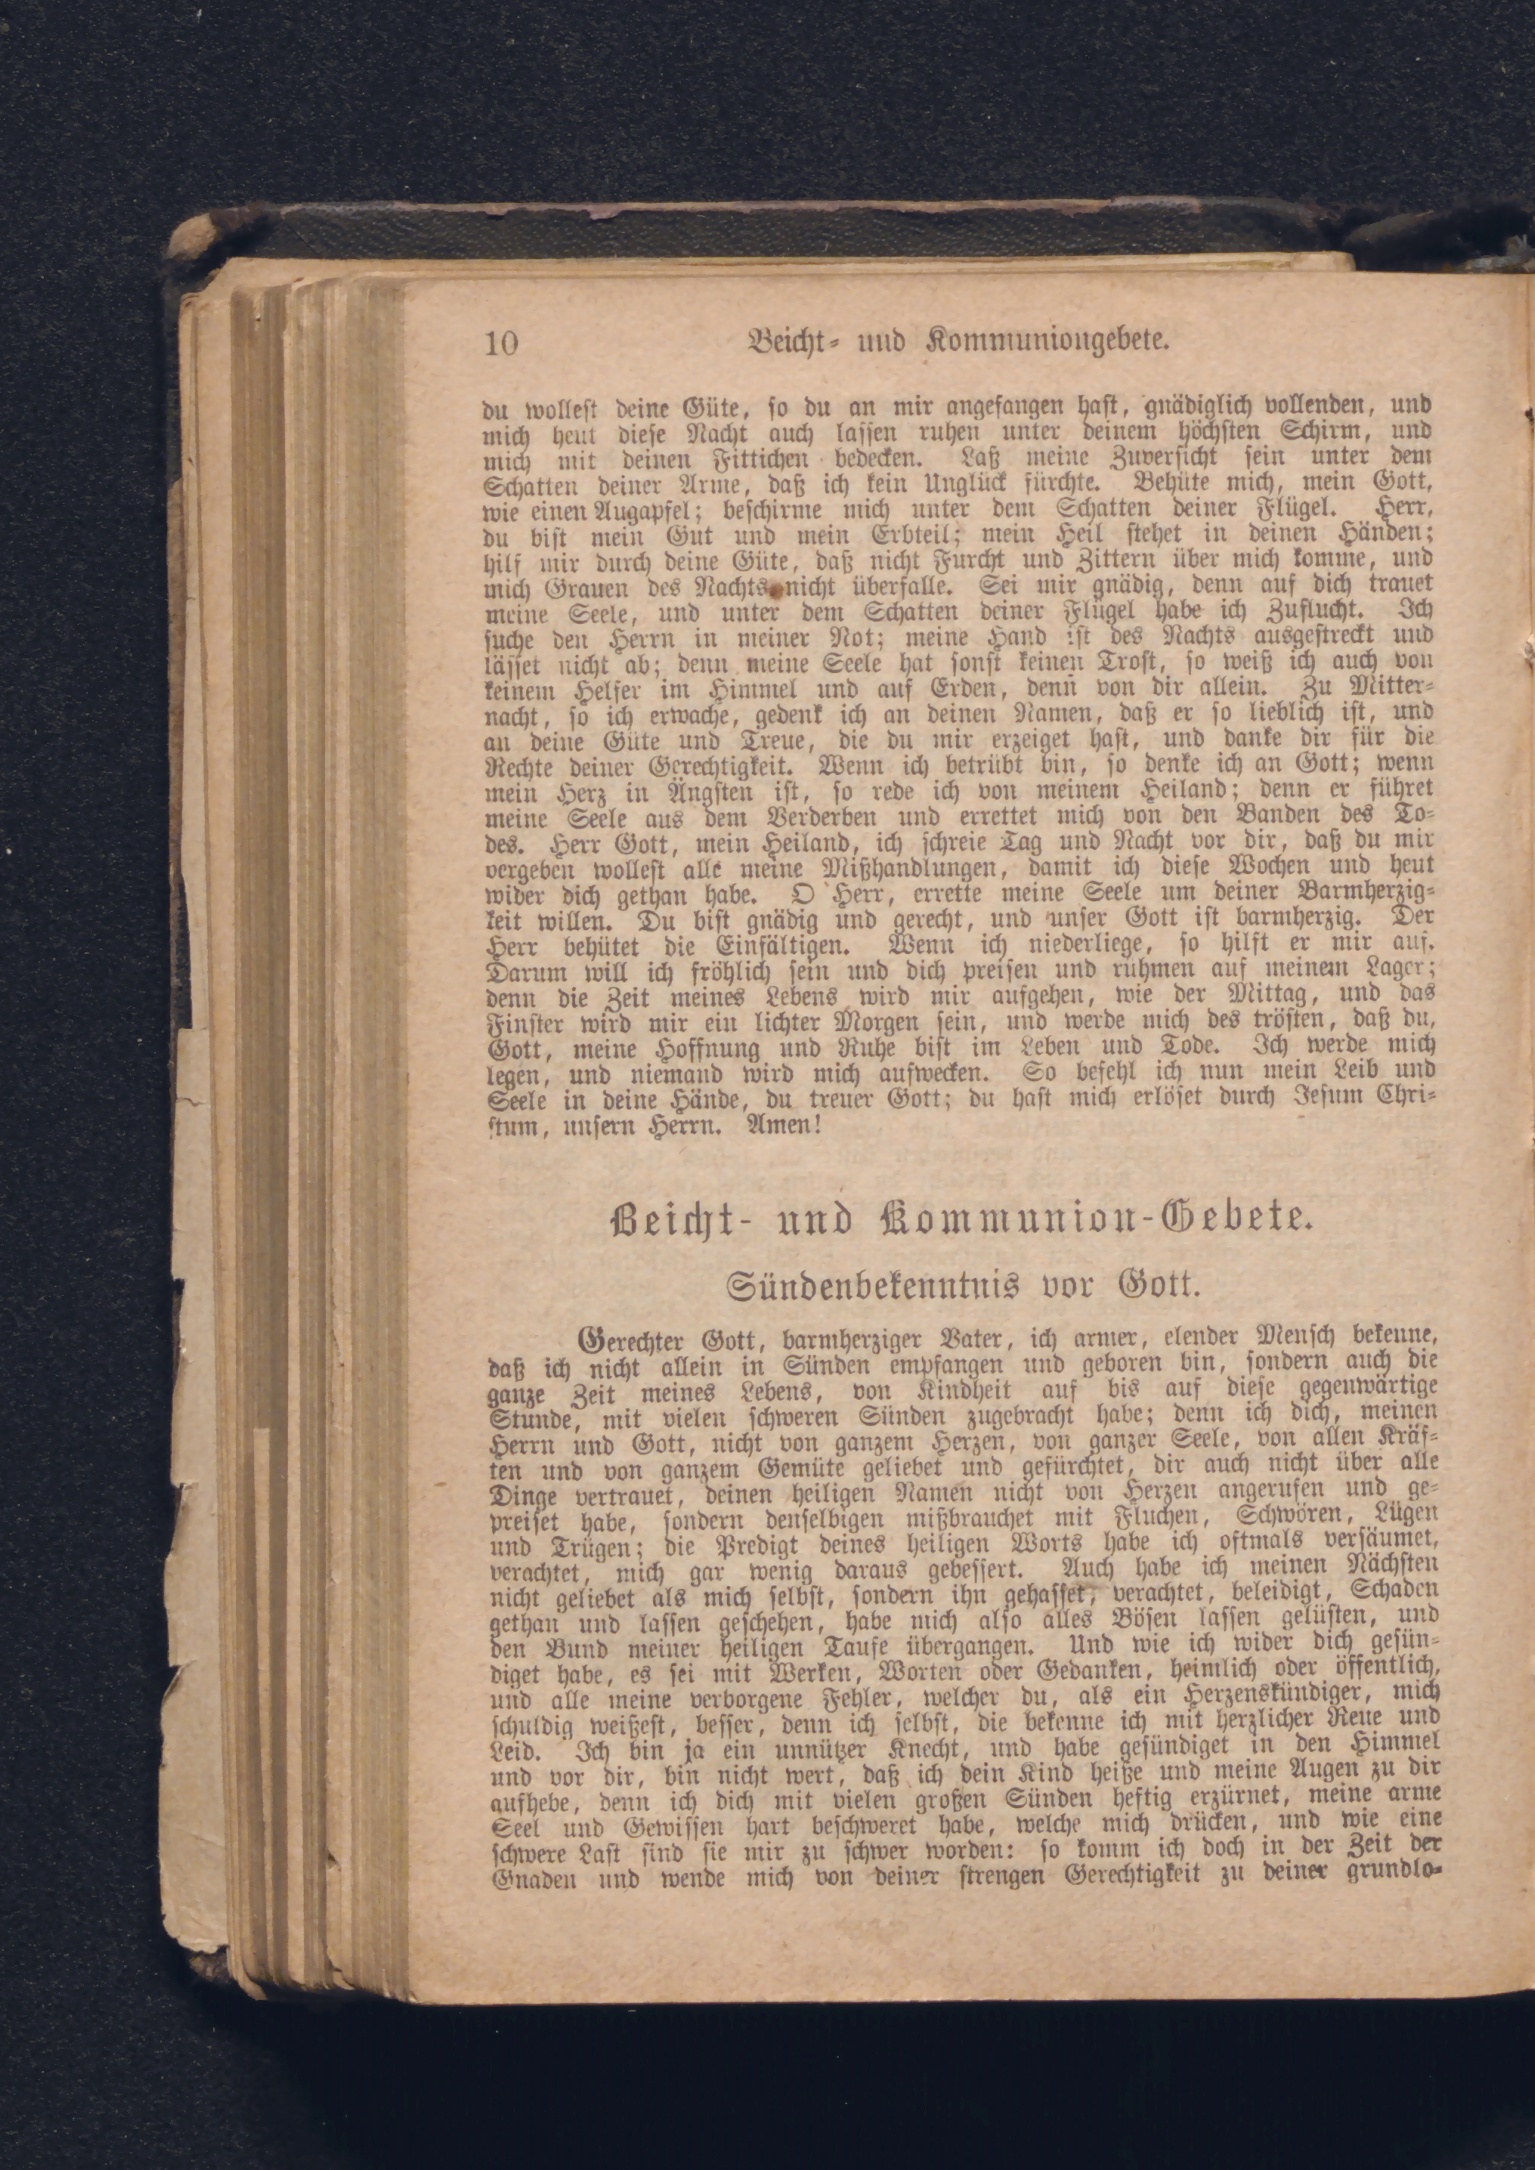 10 Beicht- und Kommuniongebete.
du wollest deine Güte, so du an mir angefangen hast, gnädiglich vollenden, und
mich heut diese Nacht auch lassen ruhen unter deinem höchsten Schirm, und
mich mit deinen Fittichen bedecken. Laß meine Zuversicht sein unter dem
Schatten deiner Arme, daß ich kein Unglück fürchte. Behüte mich, mein Gott,
wie einen Augapfel; beschirme mich unter dem Schatten deiner Flügel. Herr,
du bist mein Gut und mein Erbteil; mein Heil stehet in deinen Händen;
hilf mir durch deine Güte, daß nicht Furcht und Zittern über mich komme, und
mich Grauen des Nachts nicht überfalle. Sei mir gnädig, denn auf dich trauet
meine Seele, und unter dem Schatten deiner Flügel habe ich Zuflucht. Ich
suche den Herrn in meiner Not; meine Hand ist des Nachts ausgestreckt und
lässet nicht ab; denn meine Seele hat sonst keinen Trost, so weiß ich auch von
keinem Helfer im Himmel und auf Erden, denn von dir allein. Zu Mitter-
nacht, so ich erwache, gedenk ich an deinen Namen, daß er so lieblich ist, und
an deine Güte und Treue, die du mir erzeiget hast, und danke dir für die
Rechte deiner Gerechtigkeit. Wenn ich betrübt bin, so denke ich an Gott; wenn
mein Herz in Ängsten ist, so rede ich von meinem Heiland; denn er führet
meine Seele aus dem Verderben und errettet mich von den Banden des To-
des. Herr Gott, mein Heiland, ich schreie Tag und Nacht vor dir, daß du mir
vergeben wollest alle meine Mißhandlungen, damit ich diese Wochen und heut
wider dich gethan habe. O Herr, errette meine Seele um deiner Barmherzig-
keit willen. Du bist gnädig und gerecht, und unser Gott ist barmherzig. Der
Herr behütet die Einfältigen. Wenn ich niederliege, so hilft er mir auf.
Darum will ich fröhlich sein und dich preisen und rühmen auf meinem Lager;
denn die Zeit meines Lebens wird mir aufgehen, wie der Mittag, und das
Finster wird mir ein lichter Morgen sein, und werde mich des trösten, daß du,
Gott, meine Hoffnung und Ruhe bist im Leben und Tode. Ich werde mich
legen, und niemand wird mich aufwecken. So befehl ich nun mein Leib und
Seele in deine Hände, du treuer Gott; du hast mich erlöset durch Jesum Chri-
stum, unsern Herrn. Amen!
Beicht- und Kommunion-Gebete.
Sündenbekenntnis vor Gott.
Gerechter Gott, barmherziger Vater, ich armer, elender Mensch bekenne,
daß ich nicht allein in Sünden empfangen und geboren bin, sondern auch die
ganze Zeit meines Lebens, von Kindheit auf bis auf diese gegenwärtige
Stunde, mit vielen schweren Sünden zugebracht habe; denn ich dich, meinen
Herrn und Gott, nicht von ganzem Herzen, von ganzer Seele, von allen Kräf-
ten und von ganzem Gemüte geliebet und gefürchtet, dir auch nicht über alle
Dinge vertrauet, deinen heiligen Namen nicht von Herzen angerufen und ge-
preiset habe, sondern denselbigen mißbrauchet mit Fluchen, Schwören, Lügen
und Trügen; die Predigt deines heiligen Worts habe ich oftmals versäumet,
verachtet, mich gar wenig daraus gebessert. Auch habe ich meinen Nächsten
nicht geliebet als mich selbst, sondern ihn gehasset, verachtet, beleidigt, Schaden
gethan und lassen geschehen, habe mich also alles Bösen lassen gelüsten, und
den Bund meiner heiligen Taufe übergangen. Und wie ich wider dich gesün-
diget habe, es sei mit Werken, Worten oder Gedanken, heimlich oder öffentlich,
und alle meine verborgene Fehler, welcher du, als ein Herzenskündiger, mich
schuldig weißest, besser, denn ich selbst, die bekenne ich mit herzlicher Reue und
Leid. Ich bin ja ein unnützer Knecht, und habe gesündiget in den Himmel
und vor dir, bin nicht wert, daß ich dein Kind heiße und meine Augen zu dir
aufhebe, denn ich dich mit vielen großen Sünden heftig erzürnet, meine arme
Seel und Gewissen hart beschweret habe, welche mich drücken, und wie eine
schwere Last sind sie mir zu schwer worden: so komm ich doch in der Zeit der
Gnaden und wende mich von deiner strengen Gerechtigkeit zu deiner grundlo-